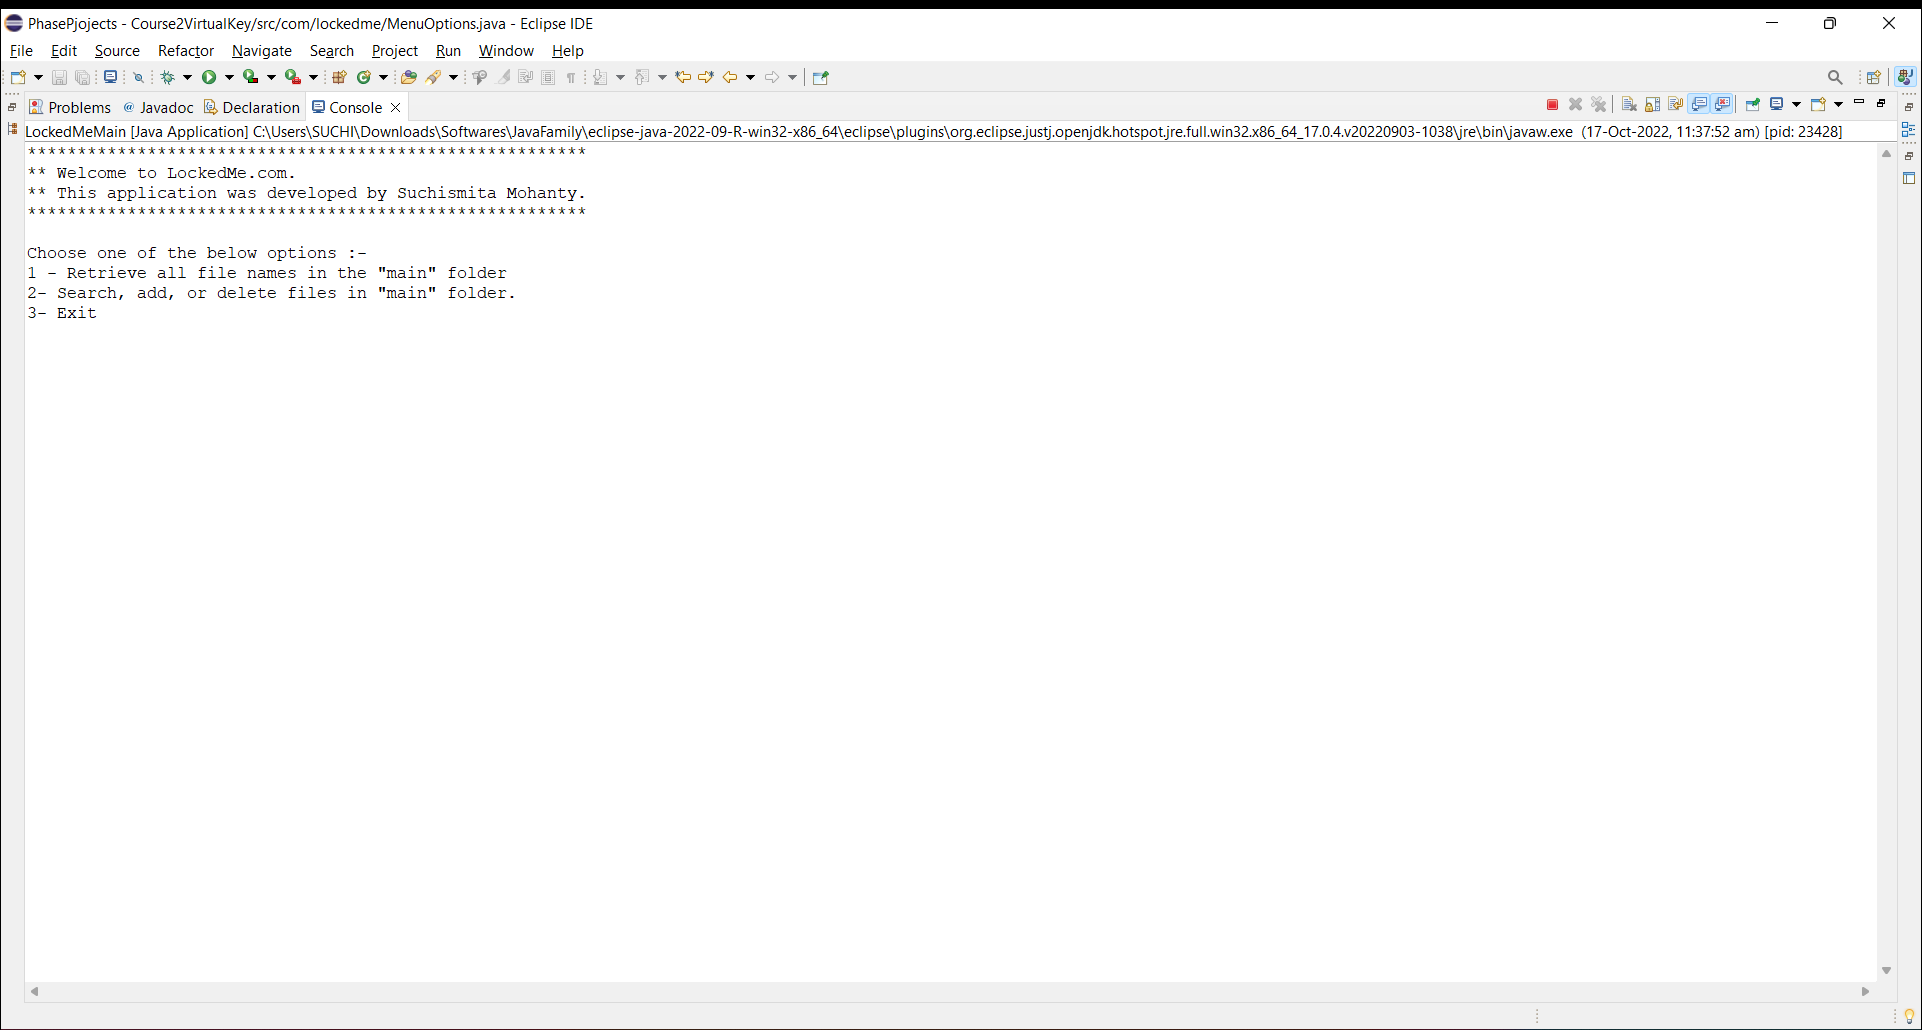 PhasePjojects - Course2VirtualKey/src/com/lockedme/MenuOptions.java - Eclipse IDE
File Edit Source Refactor Navigate Search Project Run Window Help
Problems @ Javadoc Declaration Console
LockedMeMain [Java Application] C:\Users\SUCHI\Downloads\Softwares\JavaFamily\eclipse-java-2022-09-R-win32-x86_64\eclipse\plugins\org.eclipse.justj.openjdk.hotspot.jre.full.win32.x86_64_17.0.4.v20220903-1038\jre\bin\javaw.exe (17-Oct-2022, 11:37:52 am) [pid: 23428]
********************************************************
** Welcome to LockedMe.com.
** This application was developed by Suchismita Mohanty.
********************************************************
Choose one of the below options :-
1 - Retrieve all file names in the "main" folder
2- Search, add, or delete files in "main" folder.
3- Exit